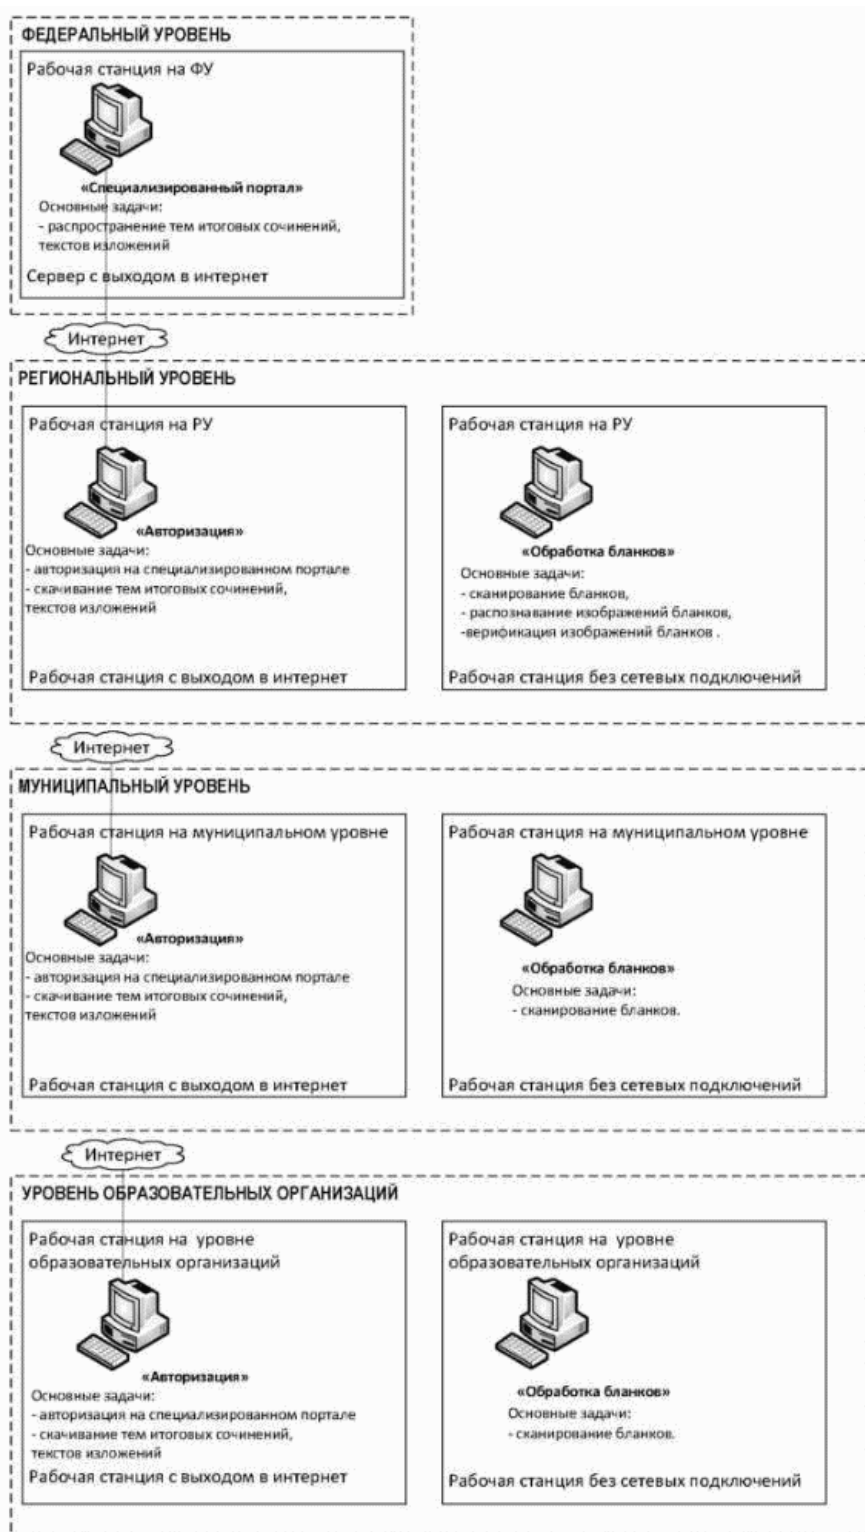 ФЕДЕРАЛЬНЫЙ УРОВЕНЬ
Рабочая станция на ФУ
«Специализированный портал»
Основные задачи:
- распространение тем итоговых сочинений,
текстов изложений
Сервер с выходом в интернет
Интернет
РЕГИОНАЛЬНЫЙ УРОВЕНЬ
Рабочая станция на РУ
«Авторизация»
Основные задачи:
- авторизация на специализированном портале
- скачивание тем итоговых сочинений,
текстов изложений
Рабочая станция с выходом в интернет
Рабочая станция на РУ
«Обработка бланков»
Основные задачи:
- сканирование бланков,
- распознавание изображений бланков,
-верификация изображений бланков .
Рабочая станция без сетевых подключений
Интернет
МУНИЦИПАЛЬНЫЙ УРОВЕНЬ
Рабочая станция на муниципальном уровне
«Авторизация»
Основные задачи:
- авторизация на специализированном портале
- скачивание тем итоговых сочинений,
текстов изложений
Рабочая станция с выходом в интернет
Рабочая станция на муниципальном уровне
«Обработка бланков»
Основные задачи:
- сканирование бланков.
Рабочая станция без сетевых подключений
Интернет
УРОВЕНЬ ОБРАЗОВАТЕЛЬНЫХ ОРГАНИЗАЦИЙ
Рабочая станция на уровне
образовательных организаций
«Авторизация»
Основные задачи:
- авторизация на специализированном портале
- скачивание тем итоговых сочинений,
текстов изложений
Рабочая станция с выходом в интернет
Рабочая станция на уровне
образовательных организаций
«Обработка бланков»
Основные задачи:
- сканирование бланков.
Рабочая станция без сетевых подключений